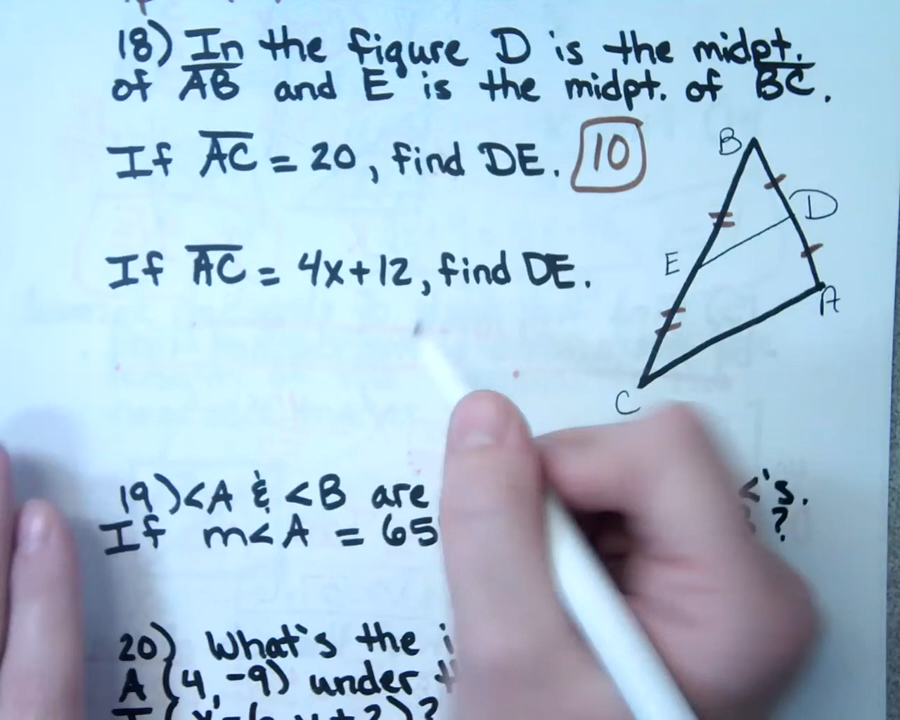 18) In the figure D is the midpt.
of AB and E is the midpt. of BC.
If AC = 20, find DE. 10
If AC = 4x+12, find DE.
B
D
E
A
C
19) <A & <B are <'s.
If m<A = 65 ?
20) What's the
A (4,-9) under